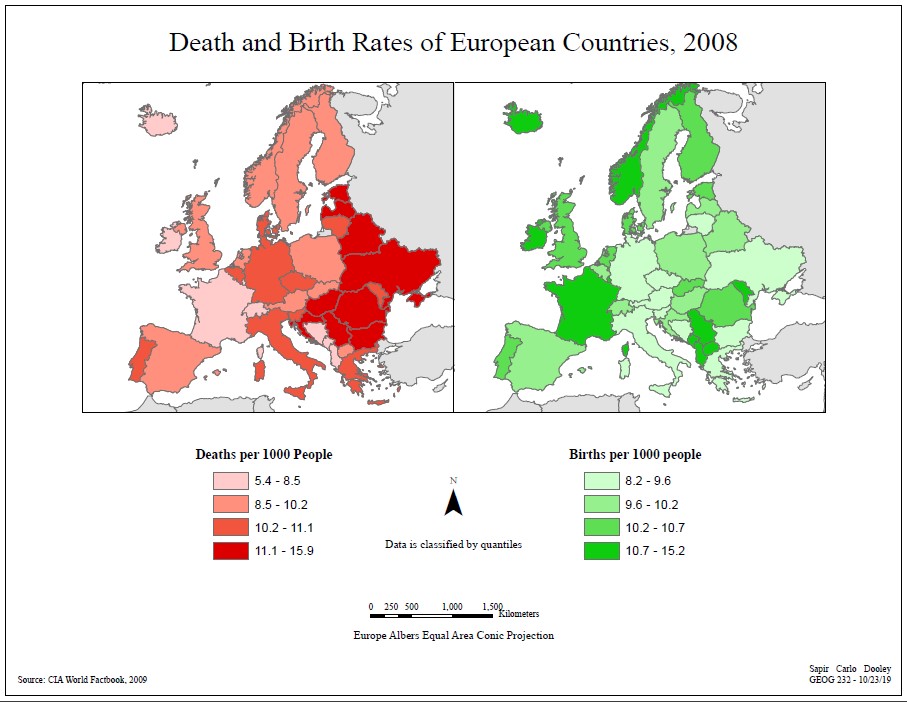 Death and Birth Rates of European Countries, 2008
Deaths per 1000 People
5.4 - 8.5
8.5 - 10.2
10.2 - 11.1
11.1 - 15.9
N
Data is classified by quantiles
Births per 1000 people
8.2 - 9.6
9.6 - 10.2
10.2 - 10.7
10.7 - 15.2
0 250 500 1,000 1,500
Kilometers
Europe Albers Equal Area Conic Projection
Source: CIA World Factbook, 2009
Sapir Carlo Dooley
GEOG 232 - 10/23/19